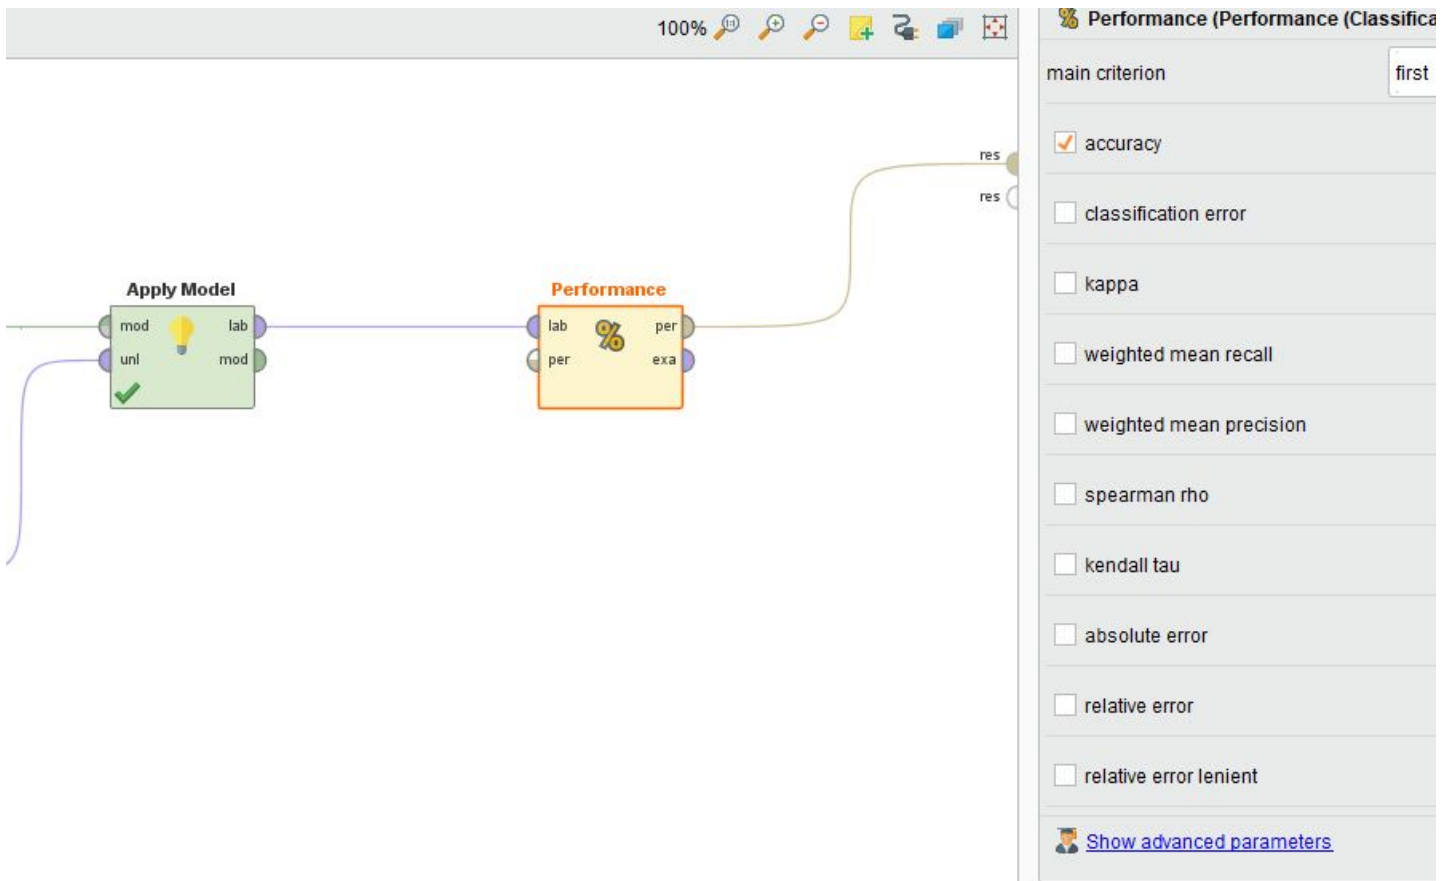 100%
Performance (Performance (Classifica
main criterion
first
accuracy
res
res
classification error
kappa
Apply Model
mod
lab
unl
mod
Performance
lab
per
per
exa
weighted mean recall
weighted mean precision
spearman rho
kendall tau
absolute error
relative error
relative error lenient
Show advanced parameters